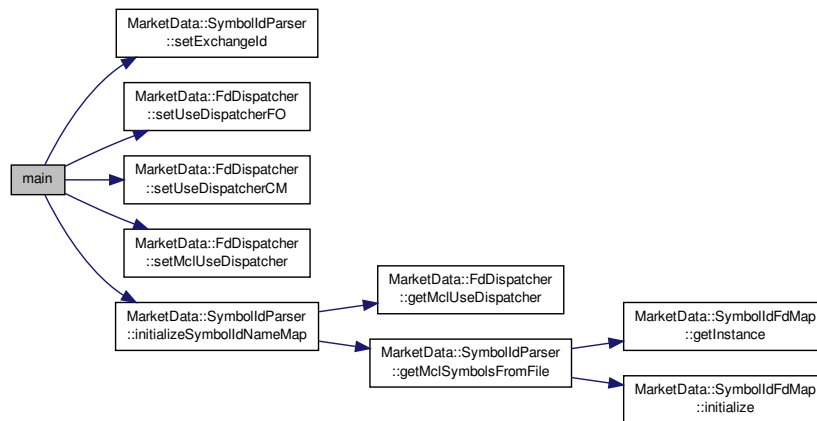 MarketData::SymbolIdParser
::setExchangeId
MarketData::FdDispatcher
::setUseDispatcherFO
main
MarketData::FdDispatcher
::setUseDispatcherCM
MarketData::FdDispatcher
::setMclUseDispatcher
MarketData::SymbolIdParser
::initializeSymbolIdNameMap
MarketData::FdDispatcher
::getMclUseDispatcher
MarketData::SymbolIdParser
::getMclSymbolsFromFile
MarketData::SymbolIdFdMap
::getInstance
MarketData::SymbolIdFdMap
::initialize